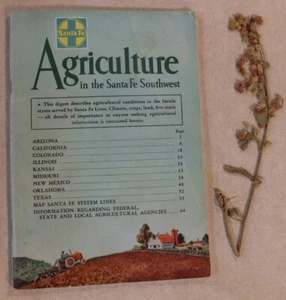 Santa Fe
Agriculture
in the Santa Fe Southwest
• This digest describes agricultural conditions in the fertile
states served by Santa Fe Lines. Climate, crops, land, live stock
—all details of importance to anyone seeking agricultural
information is contained herein. •
Page
ARIZONA
CALIFORNIA
COLORADO
ILLINOIS
KANSAS
MISSOURI
NEW MEXICO
OKLAHOMA
TEXAS
MAP SANTA FE SYSTEM LINES
INFORMATION REGARDING FEDERAL,
STATE AND LOCAL AGRICULTURAL AGENCIES